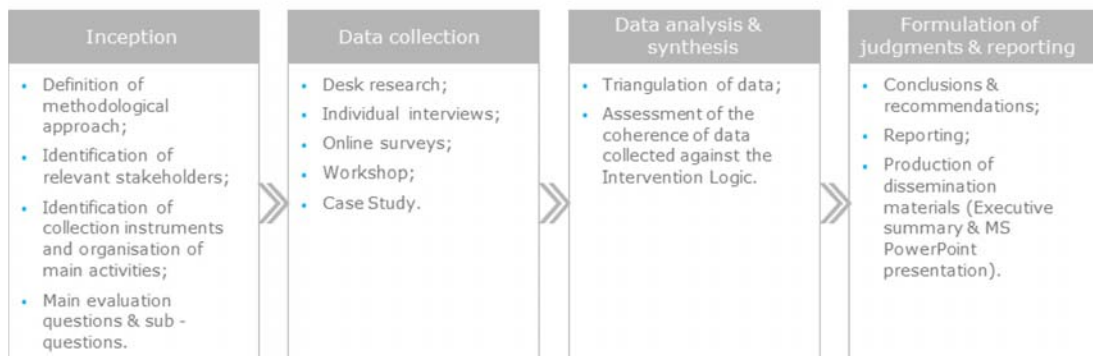 Inception
• Definition of
methodological
approach;
• Identification of
relevant stakeholders;
• Identification of
collection instruments
and organisation of
main activities;
• Main evaluation
questions & sub -
questions.
Data collection
• Desk research;
• Individual interviews;
• Online surveys;
• Workshop;
• Case Study.
Data analysis &
synthesis
• Triangulation of data;
• Assessment of the
coherence of data
collected against the
Intervention Logic.
Formulation of
judgments & reporting
• Conclusions &
recommendations;
• Reporting;
• Production of
dissemination
materials (Executive
summary & MS
PowerPoint
presentation).